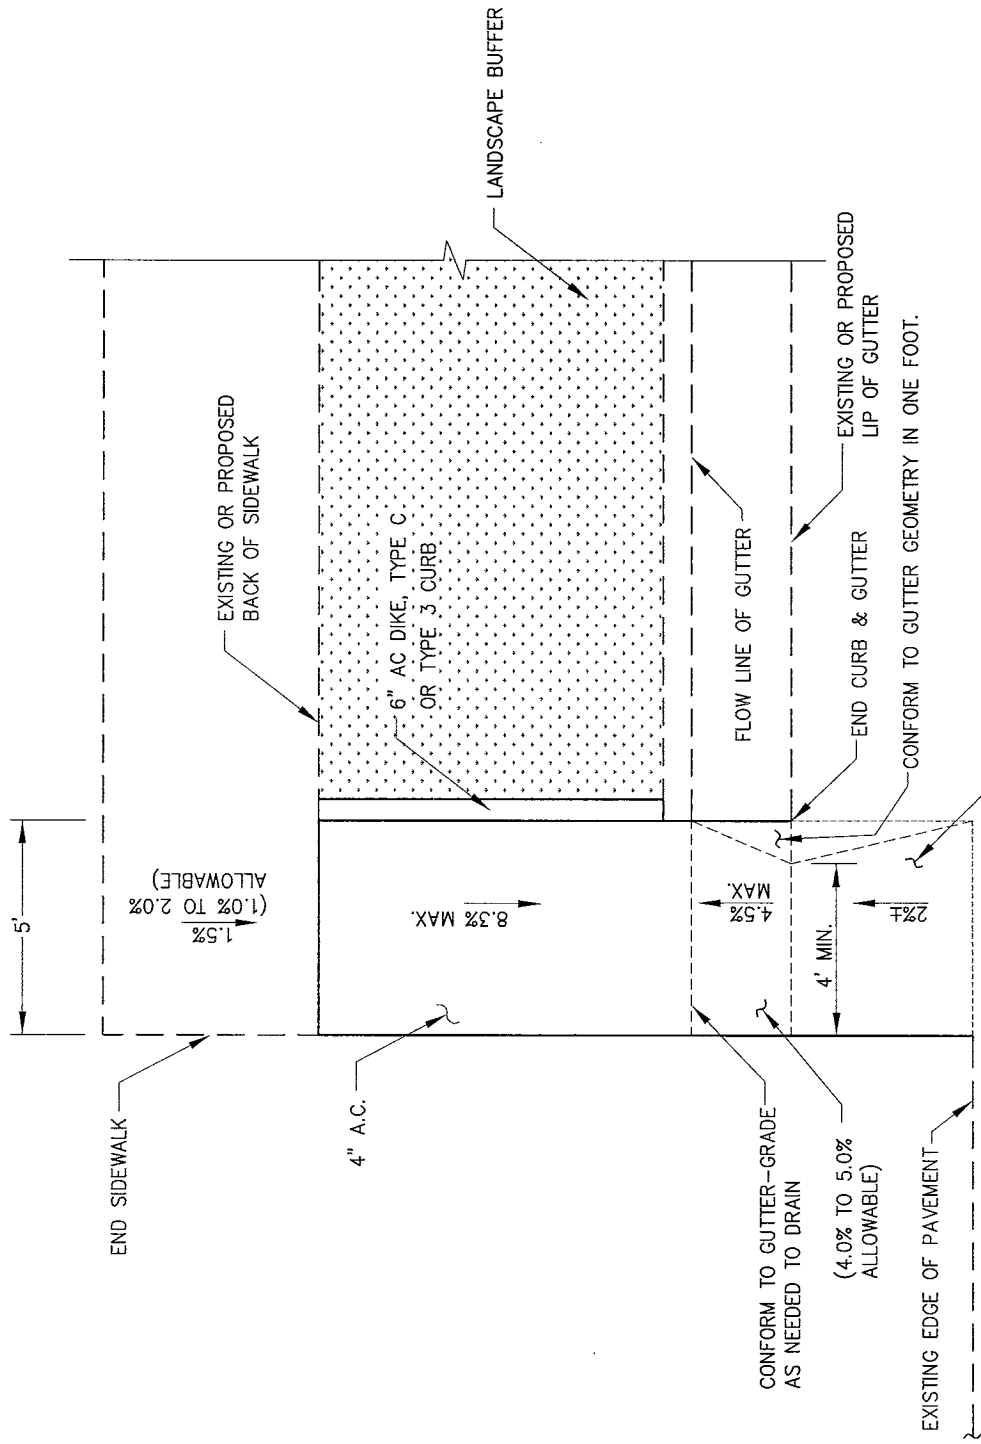 END SIDEWALK
5'
1.5%
(1.0% TO 2.0%
ALLOWABLE)
EXISTING OR PROPOSED
BACK OF SIDEWALK
LANDSCAPE BUFFER
4" A.C.
8.3% MAX.
6" AC DIKE, TYPE C
OR TYPE 3 CURB
CONFORM TO GUTTER-GRADE
AS NEEDED TO DRAIN
4.5%
MAX.
FLOW LINE OF GUTTER
(4.0% TO 5.0%
ALLOWABLE)
4' MIN.
END CURB & GUTTER
EXISTING OR PROPOSED
LIP OF GUTTER
2%±
CONFORM TO GUTTER GEOMETRY IN ONE FOOT.
EXISTING EDGE OF PAVEMENT